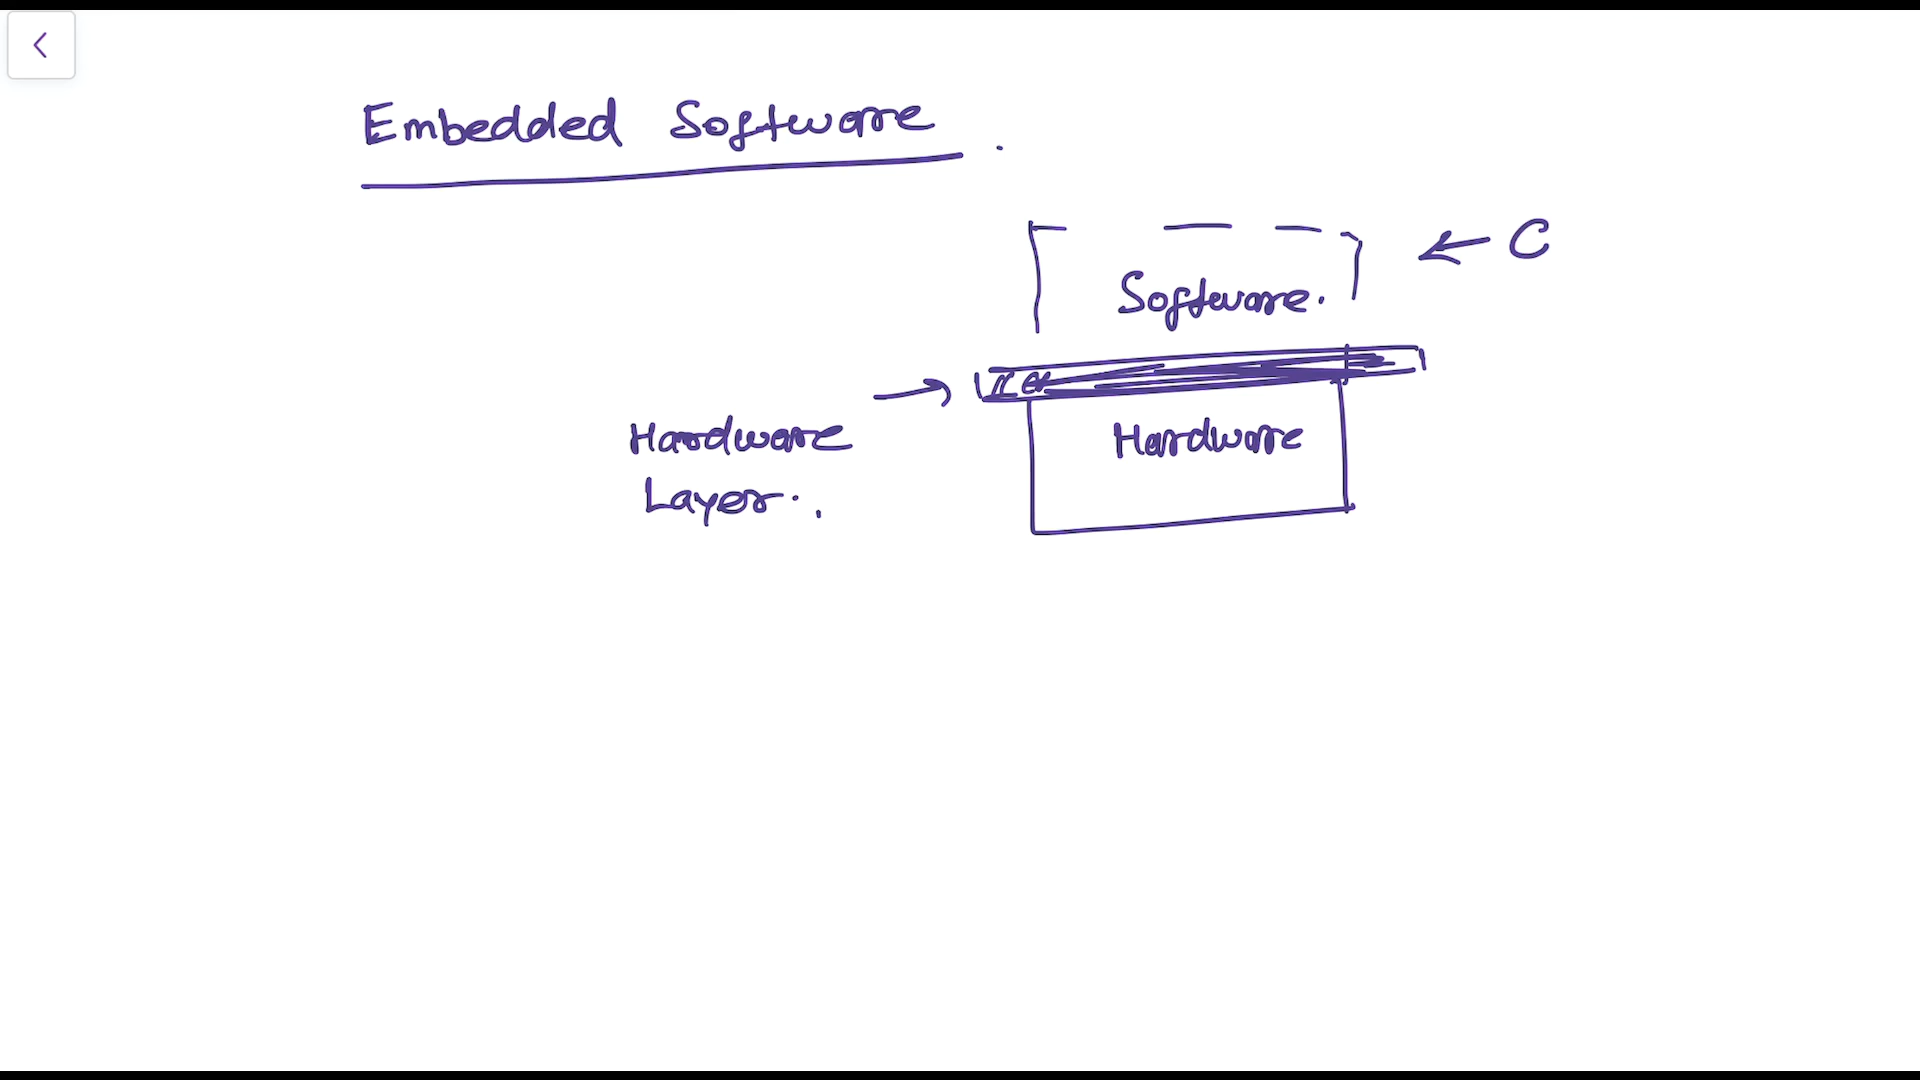 Embedded Software .
Software.
← C
→
Hardware
Layer.
Hardware